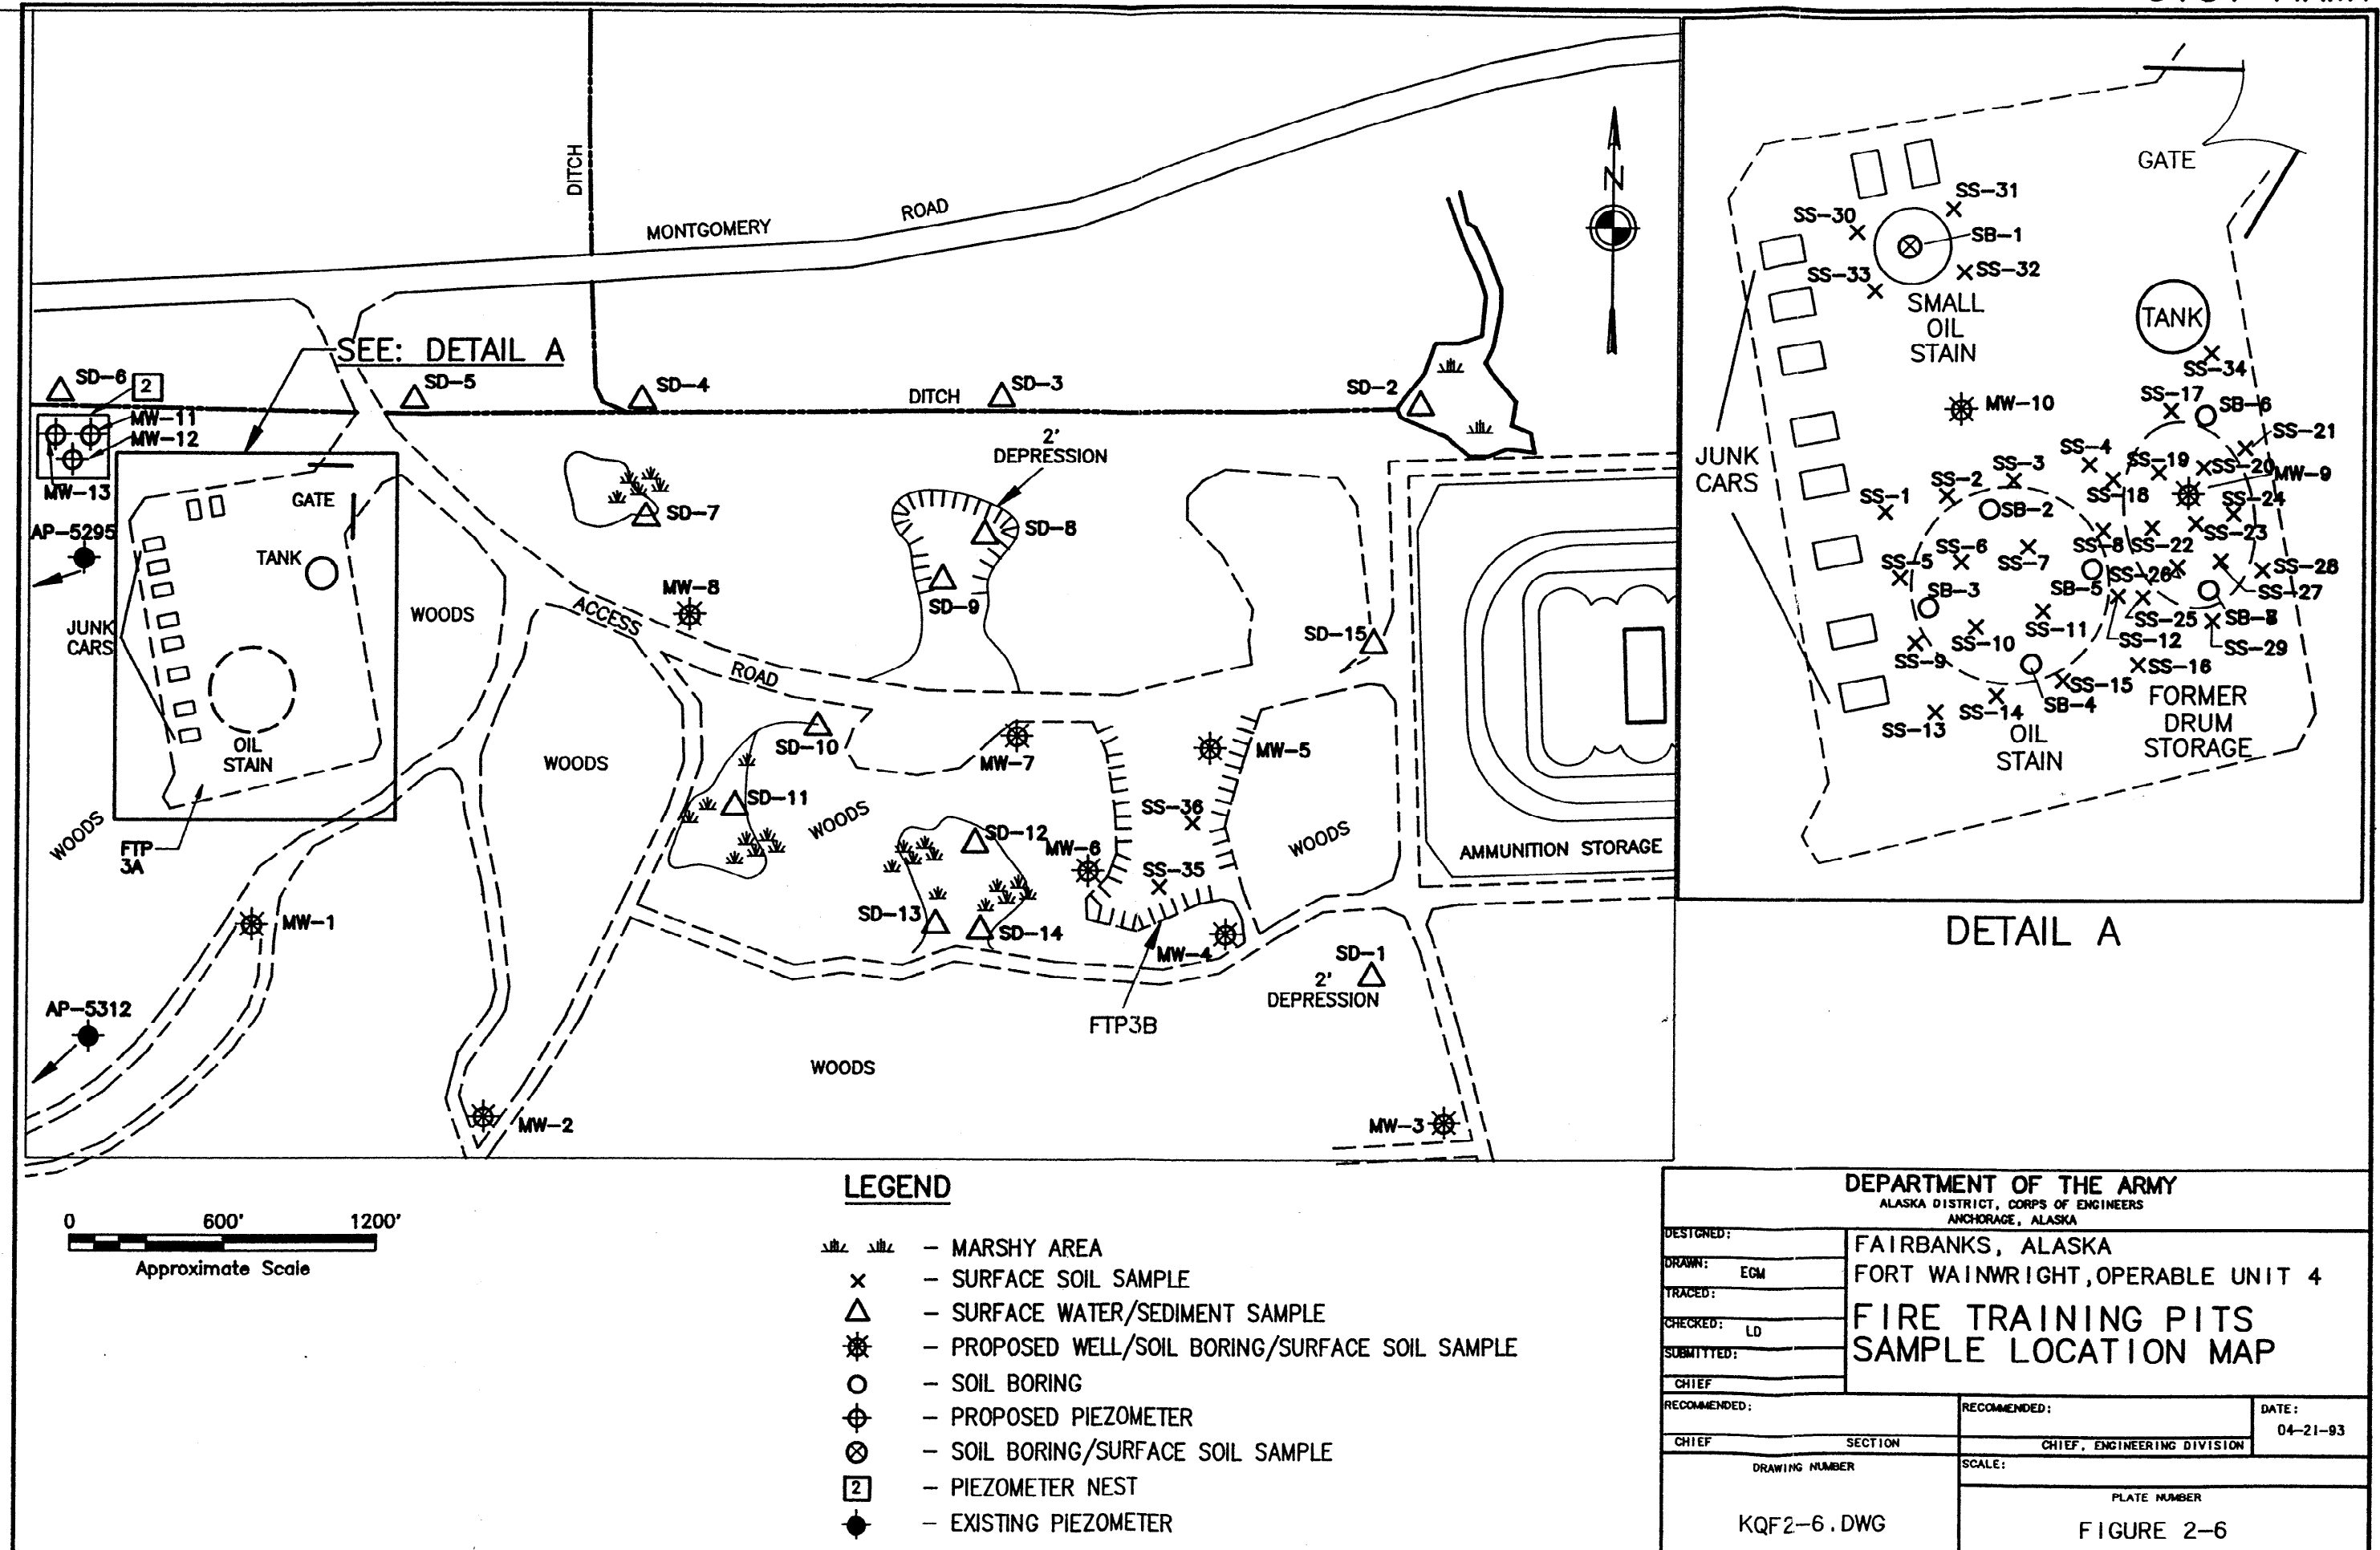 DITCH
MONTGOMERY
ROAD
N
SEE: DETAIL A
SD-6
2
SD-5
SD-4
DITCH
SD-3
SD-2
MW-11
MW-12
MW-13
2'
DEPRESSION
GATE
SD-7
SD-8
AP-5295
TANK
MW-8
SD-9
WOODS
ACCESS
ROAD
JUNK
CARS
SD-15
OIL
STAIN
WOODS
SD-10
MW-7
MW-5
SD-11
WOODS
SS-36
WOODS
FTP
3A
WOODS
SD-12
MW-6
SS-35
WOODS
AMMUNITION STORAGE
MW-1
SD-13
SD-14
MW-4
SD-1
2'
DEPRESSION
AP-5312
FTP3B
WOODS
MW-2
MW-3
GATE
SS-31
SS-30
SB-1
SS-33
SS-32
SMALL
OIL
STAIN
TANK
SS-34
SS-17
SB-6
MW-10
SS-21
JUNK
CARS
SS-4
SS-19
SS-20
MW-9
SS-3
SS-2
SS-18
SS-24
SS-1
SB-2
SS-23
SS-6
SS-7
SS-8
SS-22
SS-5
SS-26
SS-28
SB-3
SB-5
SS-27
SS-11
SS-25
SB-8
SS-10
SS-12
SS-29
SS-9
SS-16
SS-15
SS-14
SB-4
SS-13
FORMER
DRUM
STORAGE
OIL
STAIN
DETAIL A
0 600' 1200'
Approximate Scale
LEGEND
- MARSHY AREA
- SURFACE SOIL SAMPLE
- SURFACE WATER/SEDIMENT SAMPLE
- PROPOSED WELL/SOIL BORING/SURFACE SOIL SAMPLE
- SOIL BORING
- PROPOSED PIEZOMETER
- SOIL BORING/SURFACE SOIL SAMPLE
2 - PIEZOMETER NEST
- EXISTING PIEZOMETER
DEPARTMENT OF THE ARMY
ALASKA DISTRICT, CORPS OF ENGINEERS
ANCHORAGE, ALASKA
DESIGNED:
DRAWN: EGM
TRACED:
CHECKED: LD
SUBMITTED:
CHIEF
FAIRBANKS, ALASKA
FORT WAINWRIGHT, OPERABLE UNIT 4
FIRE TRAINING PITS
SAMPLE LOCATION MAP
RECOMMENDED:
CHIEF SECTION
RECOMMENDED:
CHIEF, ENGINEERING DIVISION
DATE:
04-21-93
DRAWING NUMBER
KQF2-6.DWG
SCALE:
PLATE NUMBER
FIGURE 2-6